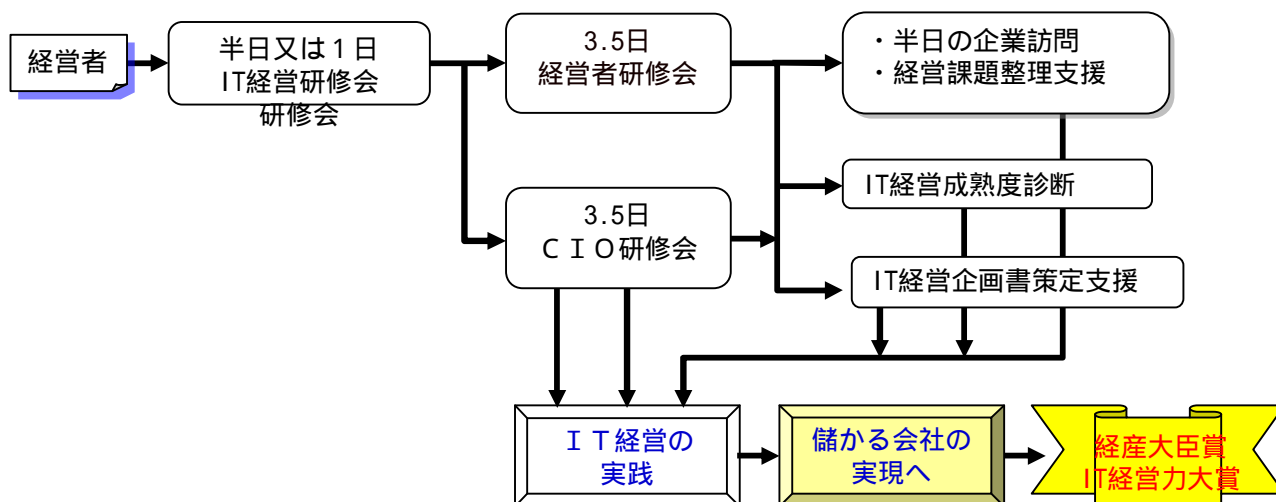 経営者
半日又は１日
IT経営研修会
研修会
3.5日
経営者研修会
・半日の企業訪問
・経営課題整理支援
IT経営成熟度診断
3.5日
ＣＩＯ研修会
IT経営企画書策定支援
ＩＴ経営の
実践
儲かる会社の
実現へ
経産大臣賞
IT経営力大賞